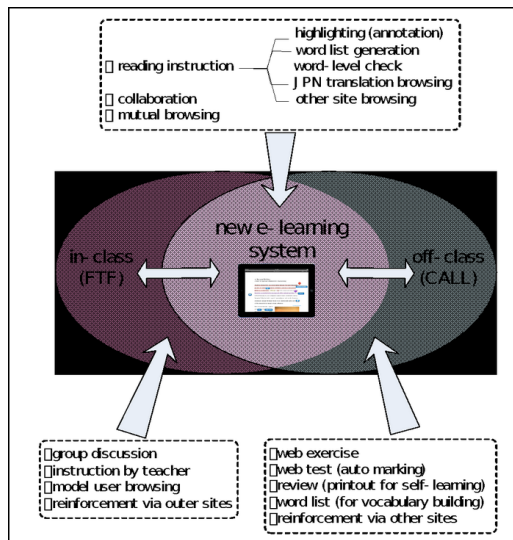 highlighting (annotation)
word list generation
▯ reading instruction
word- level check
JPN translation browsing
other site browsing
▯ collaboration
▯ mutual browsing
new e- learning
system
in- class
(FTF)
off- class
(CALL)
▯group discussion
▯instruction by teacher
▯model user browsing
▯reinforcement via outer sites
▯web exercise
▯web test (auto marking)
▯review (printout for self- learning)
▯word list (for vocabulary building)
▯reinforcement via other sites